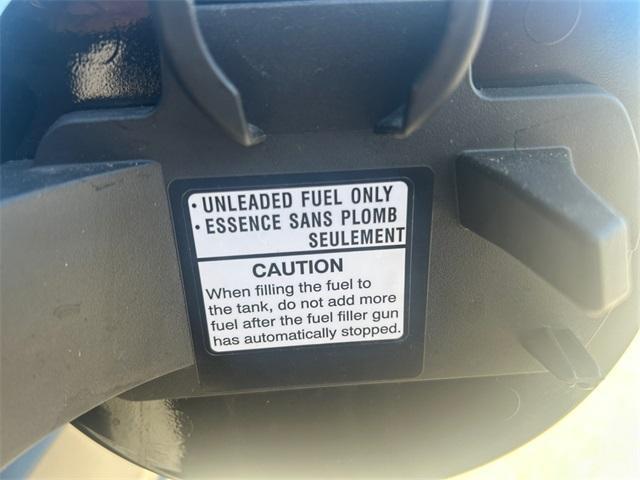 • UNLEADED FUEL ONLY
• ESSENCE SANS PLOMB
SEULEMENT
CAUTION
When filling the fuel to
the tank, do not add more
fuel after the fuel filler gun
has automatically stopped.